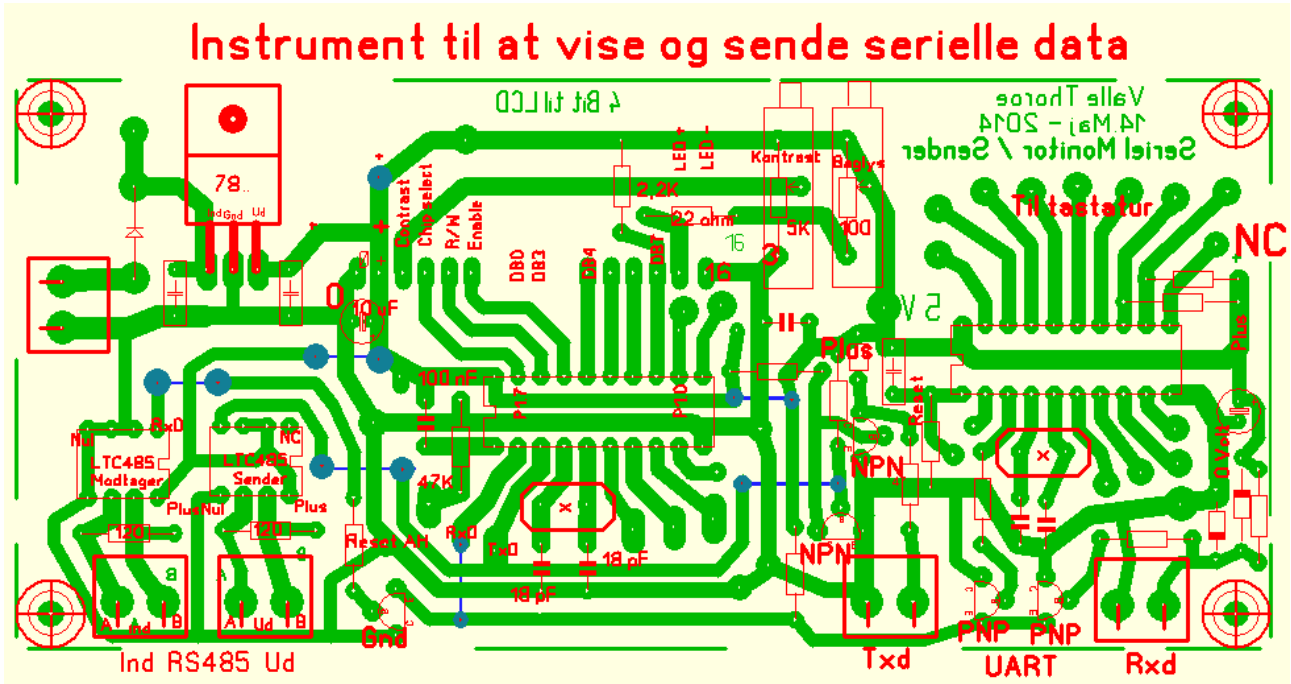 Instrument til at vise og sende serielle data
4 Bit til LCD
Valle Thorøe
14.Maj - 2014
Seriel Monitor / Sender
78..
Ind Gnd Ud
Contrast
Chip select
R/W
Enable
DB0
DB3
DB4
DB7
LED+
LED-
2,2K
22 ohm
16
16
Kontrast
5K
3
Baglys
100
Til tastatur
NC
0
10 uF
5V
Plus
Plus
100 nF
P17
P10
Reset
Nul
RxD
LTC485
Modtager
NC
LTC485
Sender
Plus
Nul
Plus
47K
NPN
47
0 Volt
120
120
Reset AH
RxD
TxD
18 pF
18 pF
NPN
X
X
B
A
B
A
Ind
B
A
Ud
B
Gnd
PNP
PNP
Ind RS485 Ud
Txd
UART
Rxd